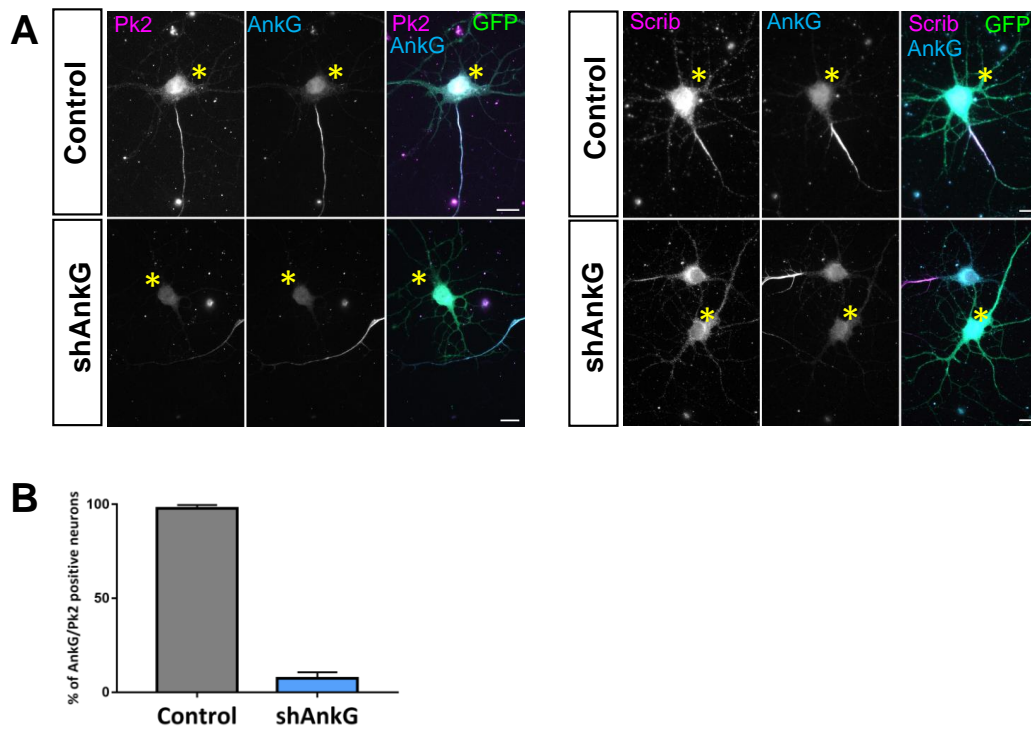 A
Pk2
AnkG
Pk2 GFP
AnkG
Scrib
AnkG
Scrib GFP
AnkG
Control
*
*
*
Control
*
*
*
shAnkG
*
*
*
shAnkG
*
*
*
B
% of AnkG/Pk2 positive neurons
100
50
0
Control
shAnkG